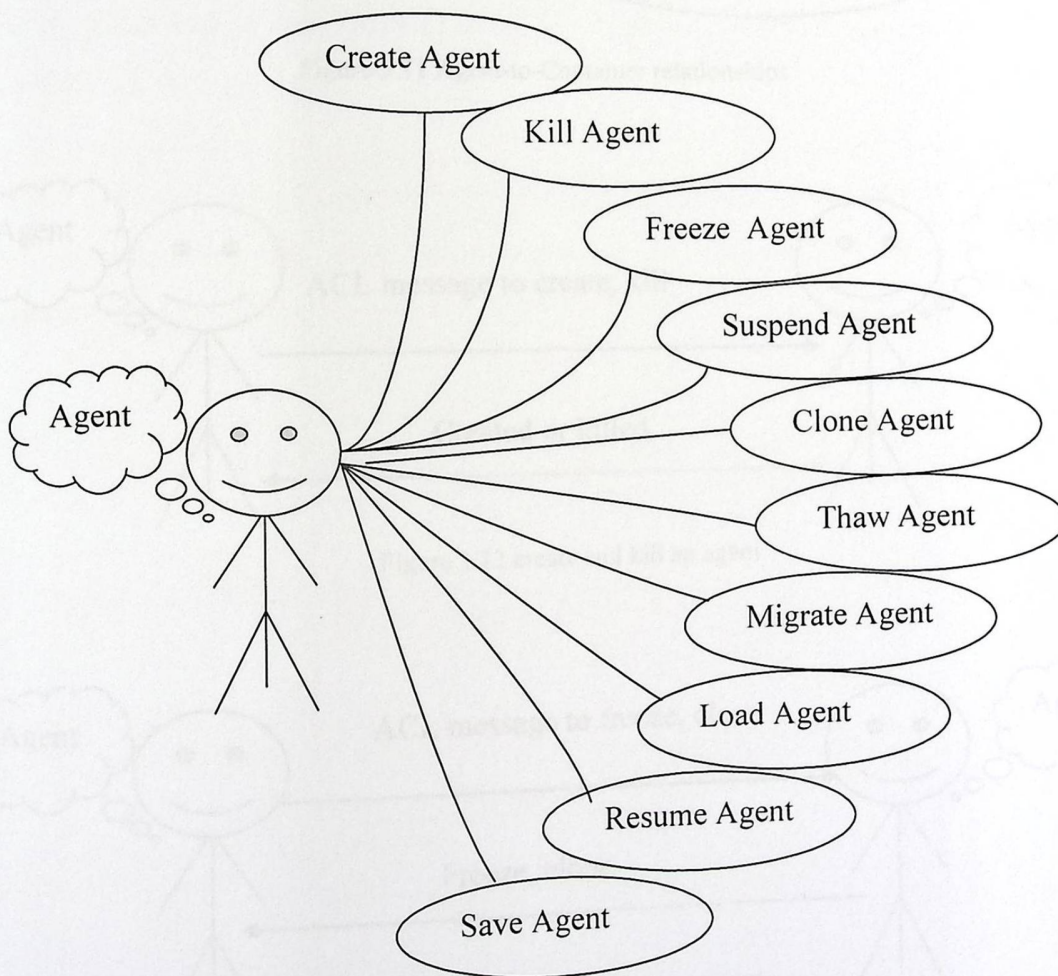 Create Agent
Kill Agent
Freeze Agent
Suspend Agent
Agent
Clone Agent
Thaw Agent
Migrate Agent
Load Agent
Resume Agent
Save Agent